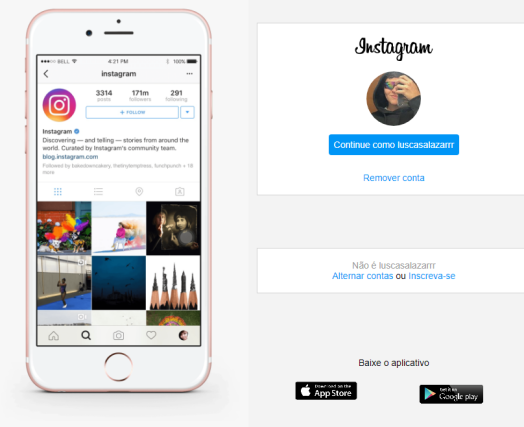 BELL
4:21 PM
100%
instagram
3314
171m
291
posts
followers
following
+ FOLLOW
Instagram
Discovering — and telling — stories from around the
world. Curated by Instagram's community team.
blog.instagram.com
Followed by bakedowncakery, thetinytempress, lunchpunch + 18
more
Instagram
Continue como luscasalazarrr
Remover conta
Não é luscasalazarrr
Alternar contas ou Inscreva-se
Baixe o aplicativo
Download on the
App Store
Get it on
Google play